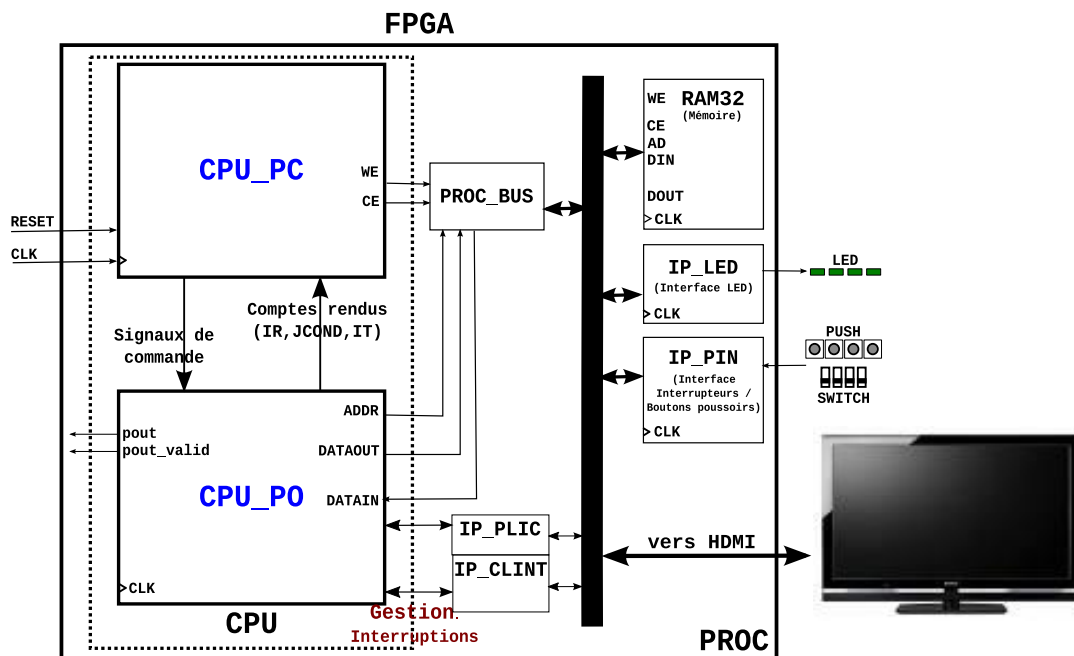 FPGA
CPU_PC
WE
CE
RESET
CLK
PROC_BUS
WE
RAM32
(Mémoire)
CE
AD
DIN
DOUT
CLK
IP_LED
(Interface LED)
CLK
LED
PUSH
SWITCH
IP_PIN
(Interface
Interrupteurs /
Boutons poussoirs)
CLK
Signaux de
commande
Comptes rendus
(IR,JCOND,IT)
ADDR
DATAOUT
DATAIN
pout
pout_valid
CPU_PO
CLK
IP_PLIC
IP_CLINT
vers HDMI
Gestion
Interruptions
CPU
PROC